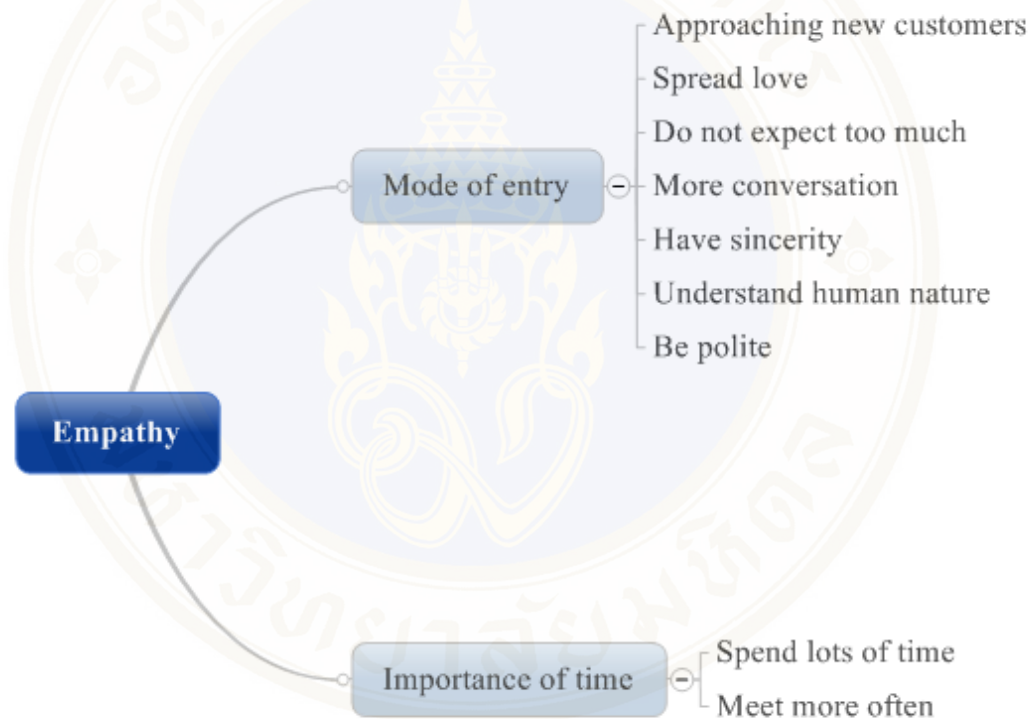 Approaching new customers
Spread love
Do not expect too much
Mode of entry
More conversation
Have sincerity
Understand human nature
Be polite
Empathy
Importance of time
Spend lots of time
Meet more often